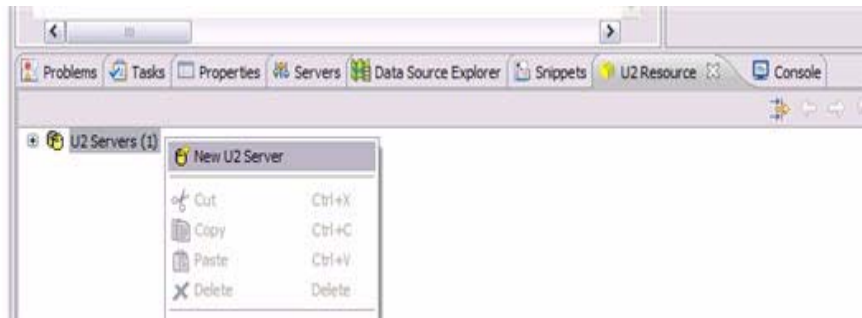 Problems Tasks Properties Servers Data Source Explorer Snippets U2 Resource Console
U2 Servers (1)
New U2 Server
Cut Ctrl+X
Copy Ctrl+C
Paste Ctrl+V
Delete Delete